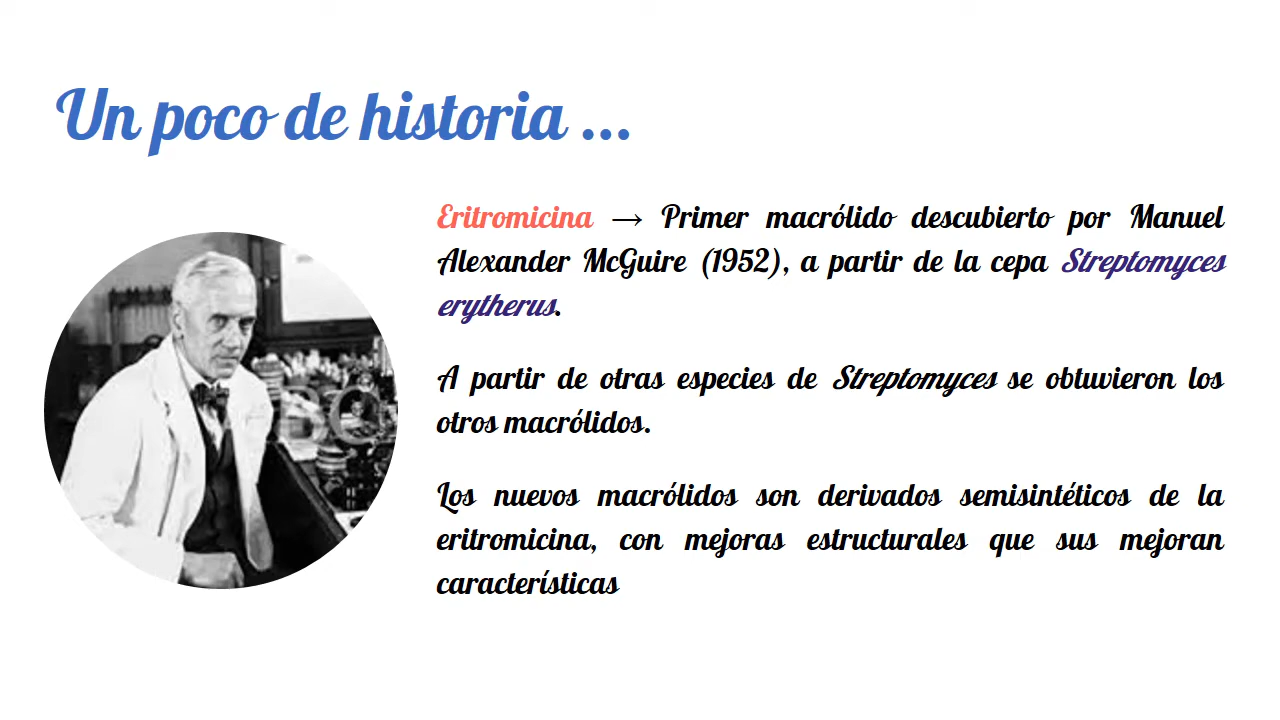 Un poco de historia ...
Eritromicina → Primer macrólido descubierto por Manuel
Alexander McGuire (1952), a partir de la cepa Streptomyces
erytherus.
A partir de otras especies de Streptomyces se obtuvieron los
otros macrólidos.
Los nuevos macrólidos son derivados semisintéticos de la
eritromicina, con mejoras estructurales que sus mejoran
características